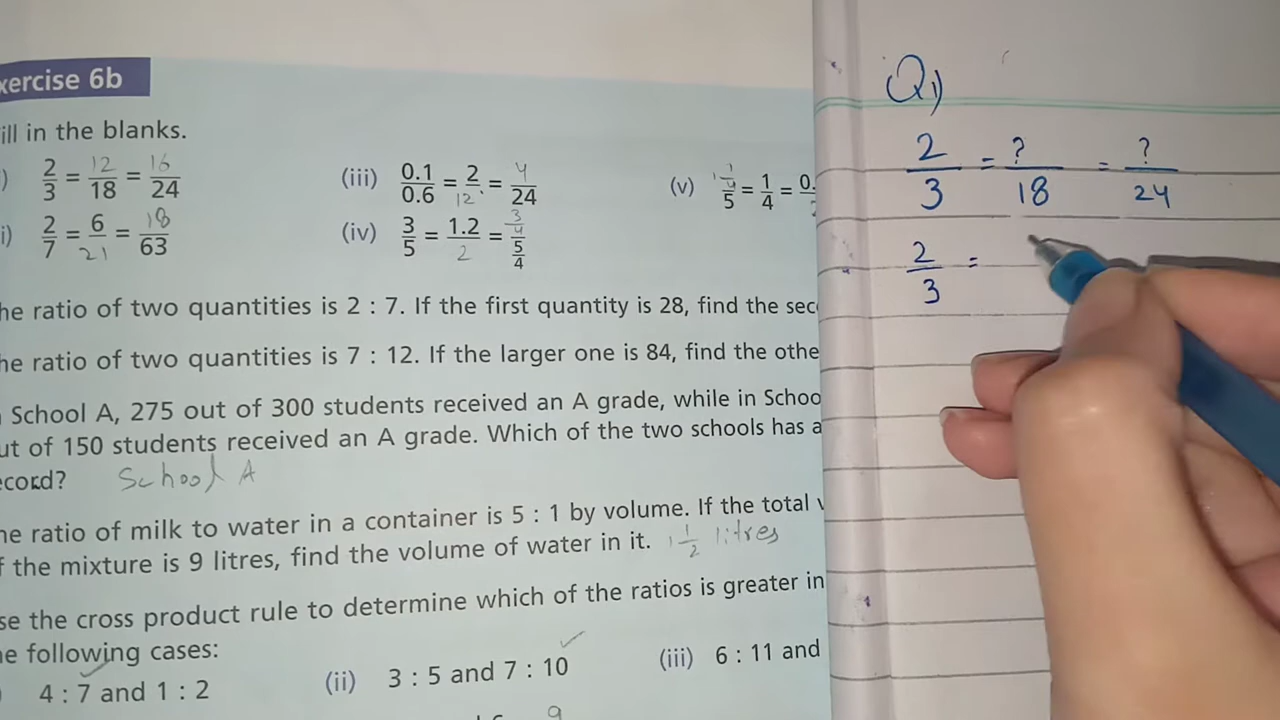 xercise 6b
ill in the blanks.
) 2/3 = 12/18 = 16/24
(iii) 0.1/0.6 = 2/12 = 4/24
(v) 1 1/4/5 = 1/4 = 0.
i) 2/7 = 6/21 = 18/63
(iv) 3/5 = 1.2/2 = 3/4/5/4
he ratio of two quantities is 2 : 7. If the first quantity is 28, find the sec
he ratio of two quantities is 7 : 12. If the larger one is 84, find the othe
School A, 275 out of 300 students received an A grade, while in Schoo
ut of 150 students received an A grade. Which of the two schools has a
ecord? School A
he ratio of milk to water in a container is 5 : 1 by volume. If the total v
f the mixture is 9 litres, find the volume of water in it. 1 1/2 litres
se the cross product rule to determine which of the ratios is greater in
he following cases:
) 4 : 7 and 1 : 2
(ii) 3 : 5 and 7 : 10
(iii) 6 : 11 and
9
Q1)
2/3 = ?/18 = ?/24
2/3 =